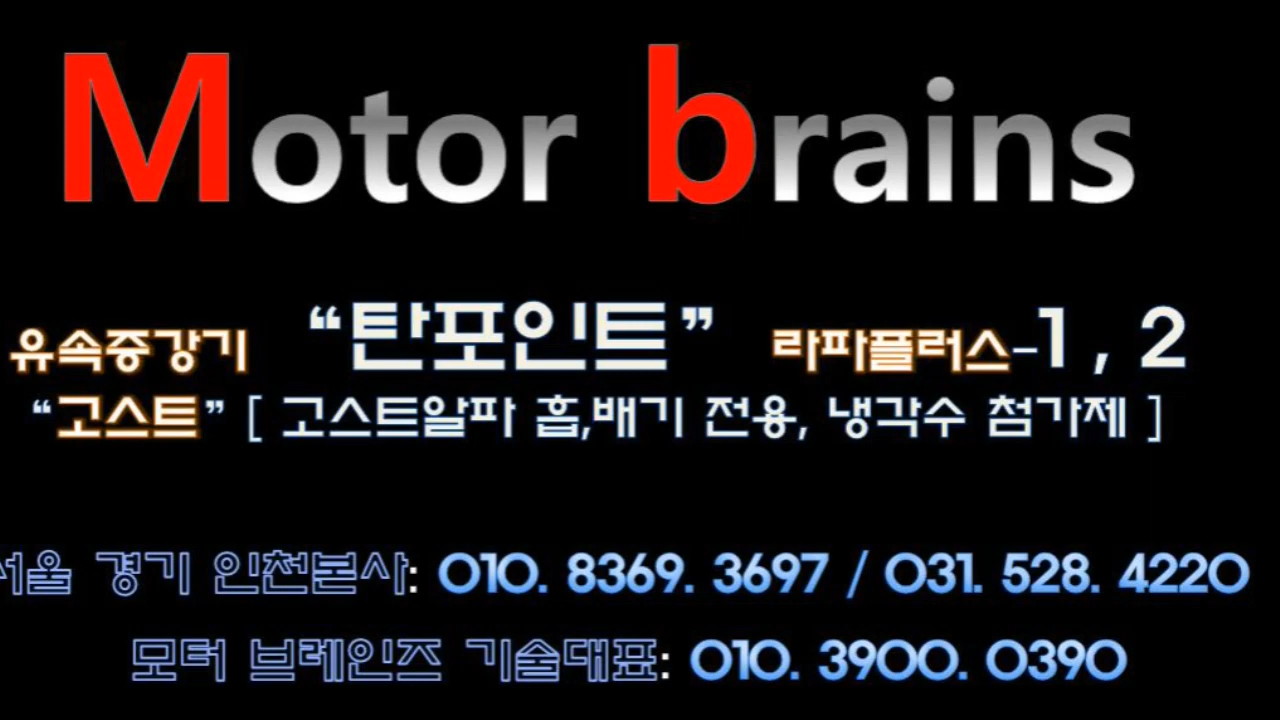 Motor brains
유속증강기 “탄포인트” 라파플러스-1 , 2
“고스트” [ 고스트알파 흡,배기 전용, 냉각수 첨가제 ]
서울 경기 인천본사: 010. 8369. 3697 / 031. 528. 4220
모터 브레인즈 기술대표: 010. 3900. 0390